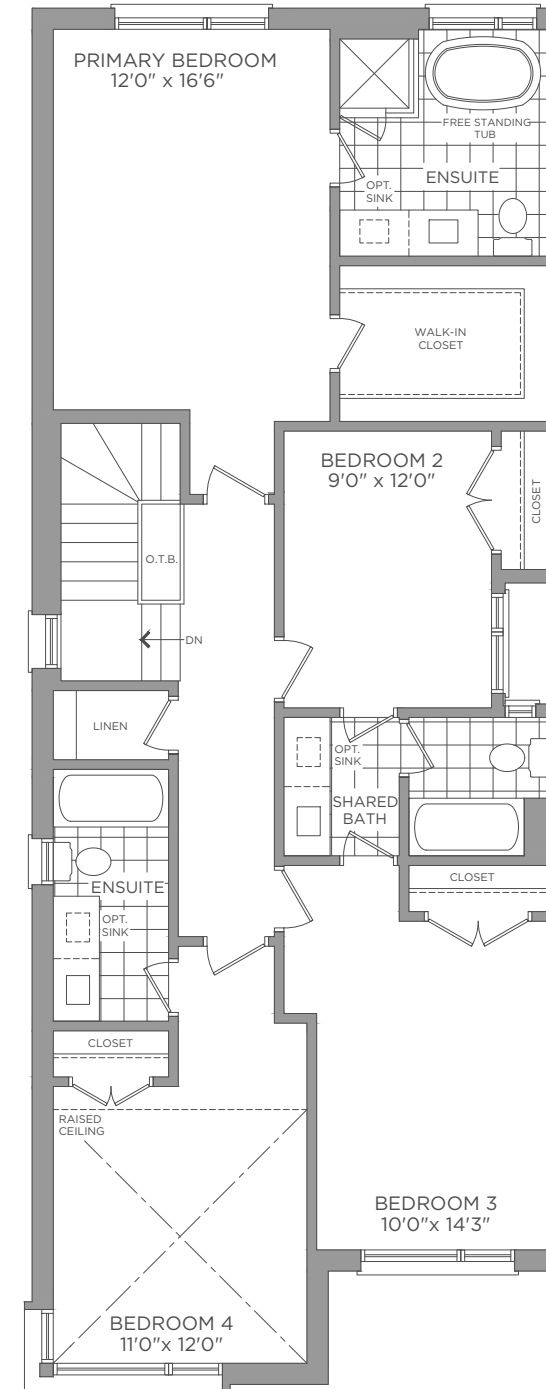 PRIMARY BEDROOM
12'0" x 16'6"
FREE STANDING
TUB
ENSUITE
OPT.
SINK
WALK-IN
CLOSET
BEDROOM 2
9'0" x 12'0"
CLOSET
O.T.B.
DN
LINEN
OPT.
SINK
SHARED
BATH
ENSUITE
OPT.
SINK
CLOSET
CLOSET
RAISED
CEILING
BEDROOM 3
10'0"x 14'3"
BEDROOM 4
11'0"x 12'0"